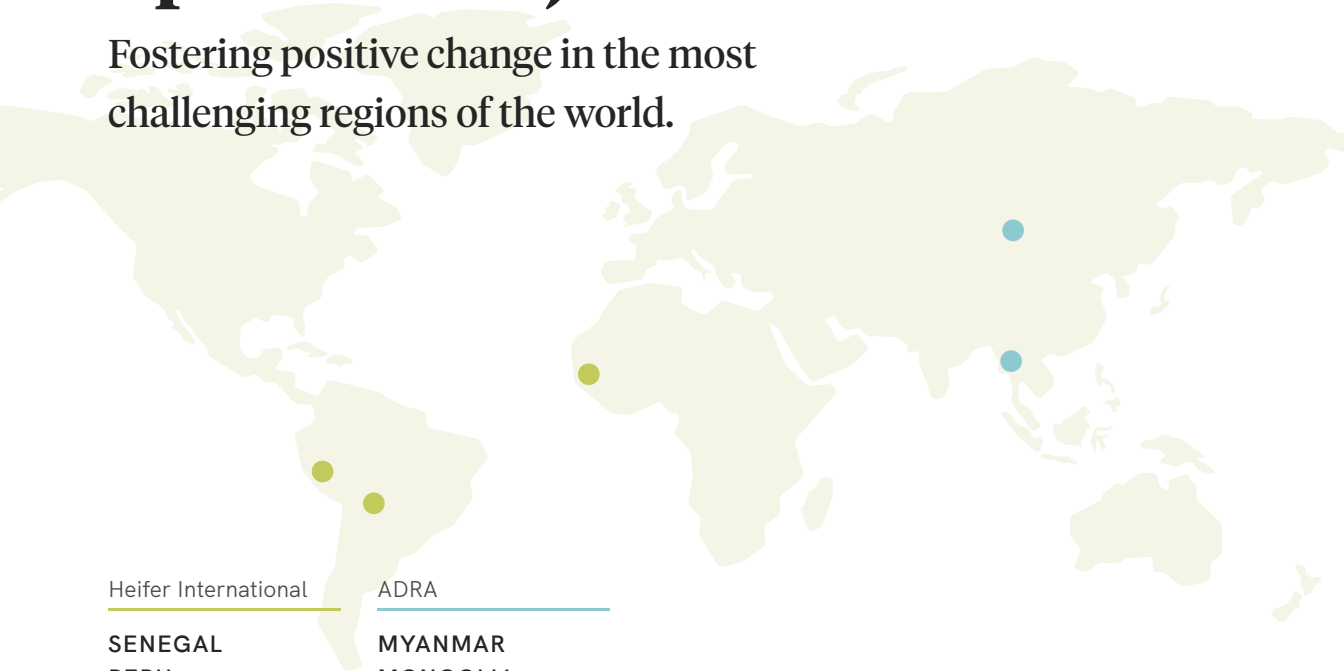 Fostering positive change in the most
challenging regions of the world.
Heifer International
SENEGAL
ADRA
MYANMAR